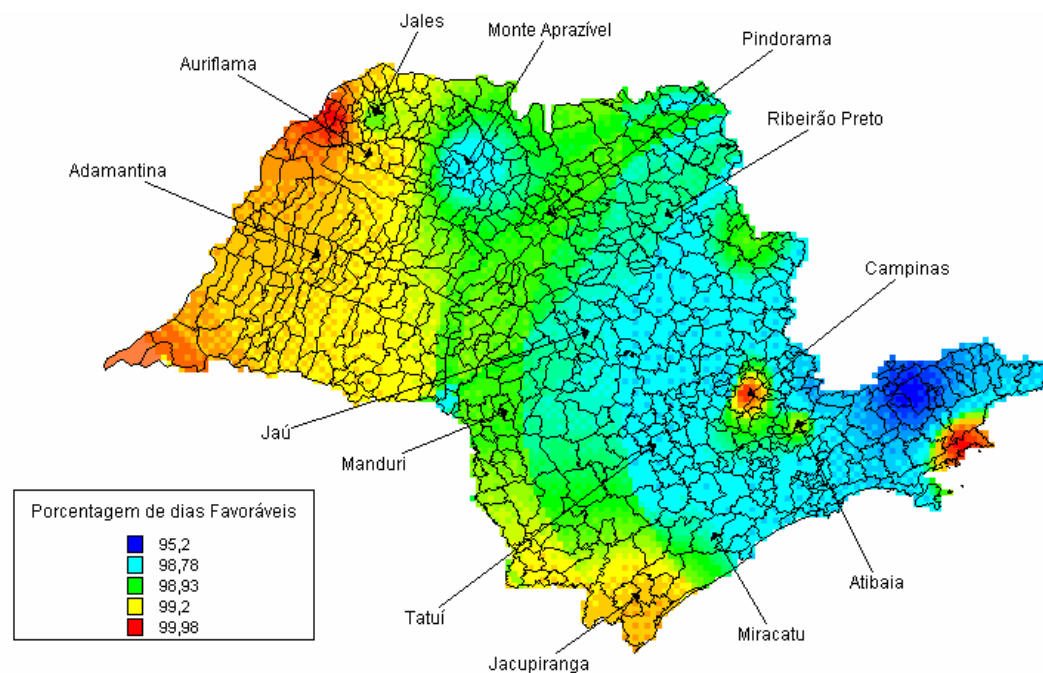 Jales
Monte Aprazível
Pindorama
Auriflama
Ribeirão Preto
Adamantina
Campinas
Jaú
Manduri
Porcentagem de dias Favoráveis
95,2
98,78
98,93
99,2
99,98
Atibaia
Tatuí
Miracatu
Jacupiranga